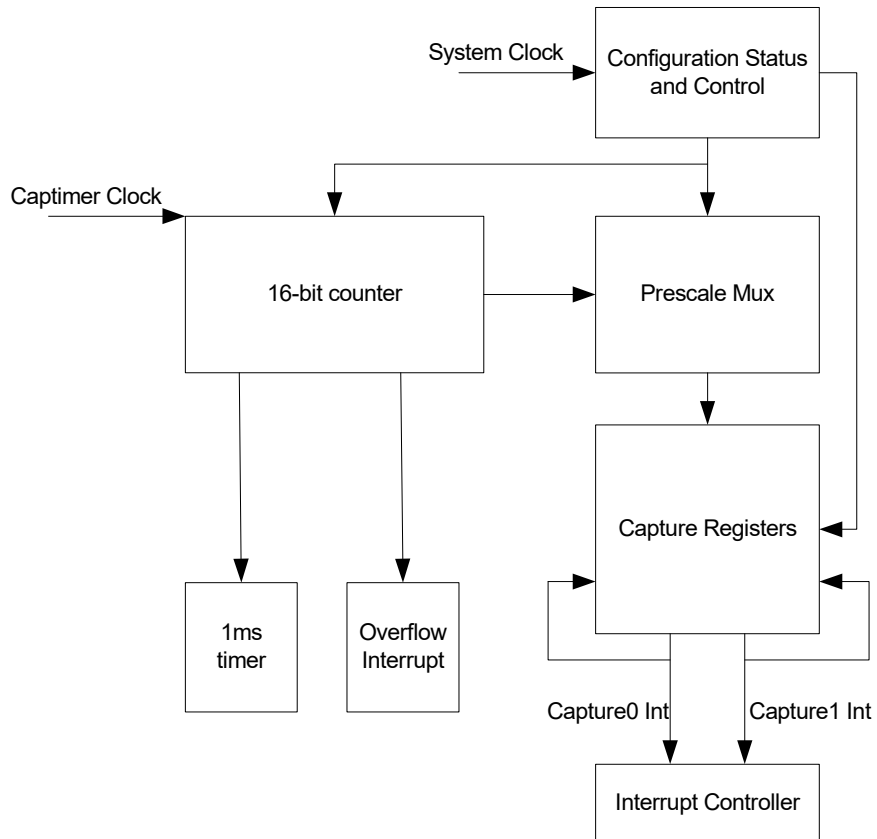 System Clock
Configuration Status
and Control
Captimer Clock
16-bit counter
Prescale Mux
Capture Registers
1ms
timer
Overflow
Interrupt
Capture0 Int
Capture1 Int
Interrupt Controller